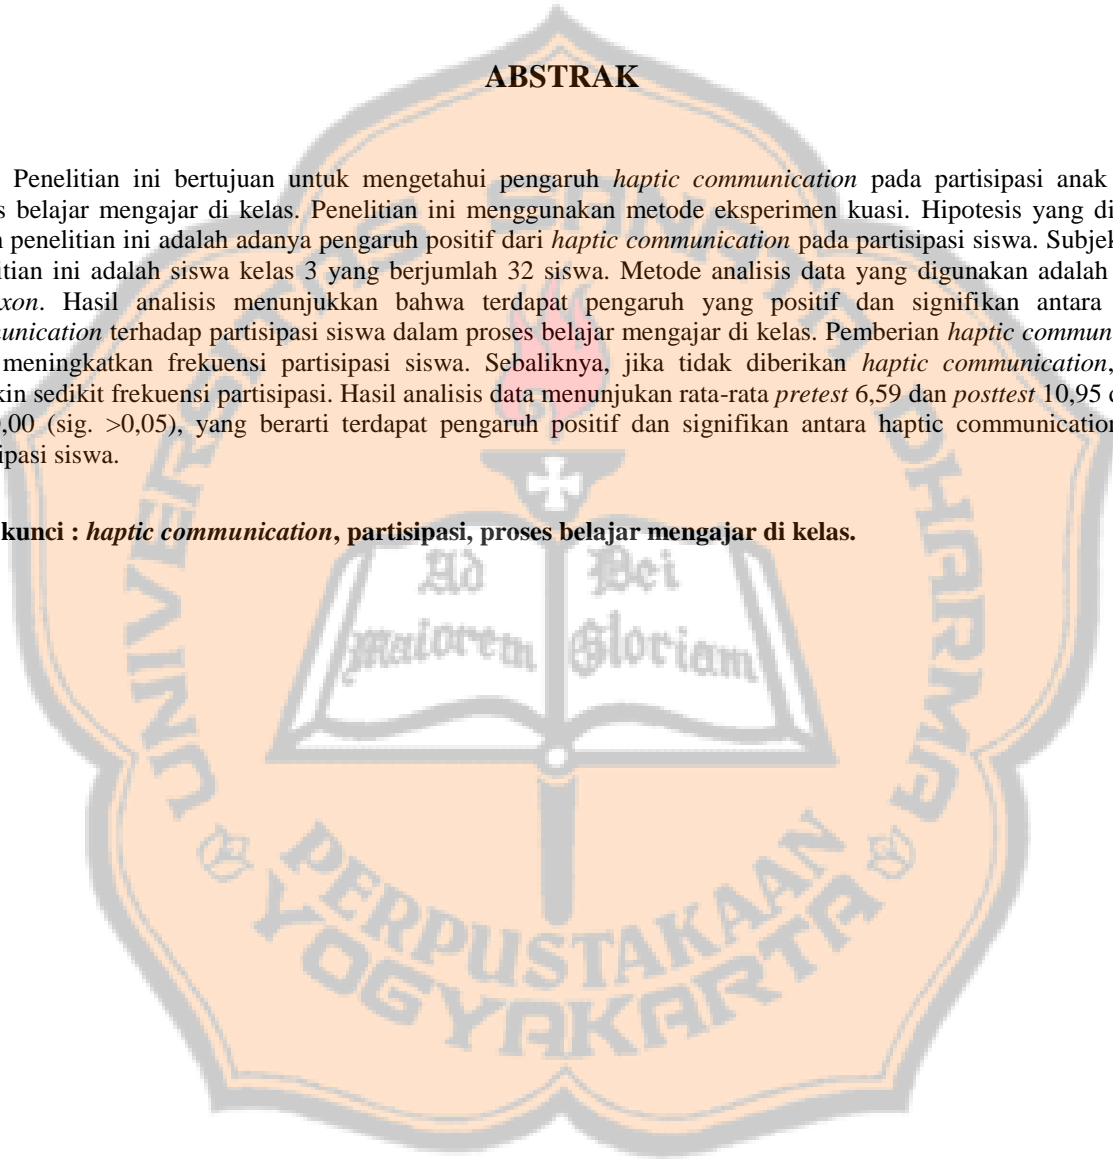 ABSTRAK
Penelitian ini bertujuan untuk mengetahui pengaruh haptic communication pada partisipasi anak
s belajar mengajar di kelas. Penelitian ini menggunakan metode eksperimen kuasi. Hipotesis yang di
n penelitian ini adalah adanya pengaruh positif dari haptic communication pada partisipasi siswa. Subjek
itian ini adalah siswa kelas 3 yang berjumlah 32 siswa. Metode analisis data yang digunakan adalah
xon. Hasil analisis menunjukkan bahwa terdapat pengaruh yang positif dan signifikan antara
unication terhadap partisipasi siswa dalam proses belajar mengajar di kelas. Pemberian haptic commun
meningkatkan frekuensi partisipasi siswa. Sebaliknya, jika tidak diberikan haptic communication,
kin sedikit frekuensi partisipasi. Hasil analisis data menunjukan rata-rata pretest 6,59 dan posttest 10,95
,00 (sig. >0,05), yang berarti terdapat pengaruh positif dan signifikan antara haptic communication
ipasi siswa.
kunci : haptic communication, partisipasi, proses belajar mengajar di kelas.
UNIVERSITAS SANATA DHARMA
Ad Dei
maiorem Gloriam
PERPUSTAKAAN
YOGYAKARTA